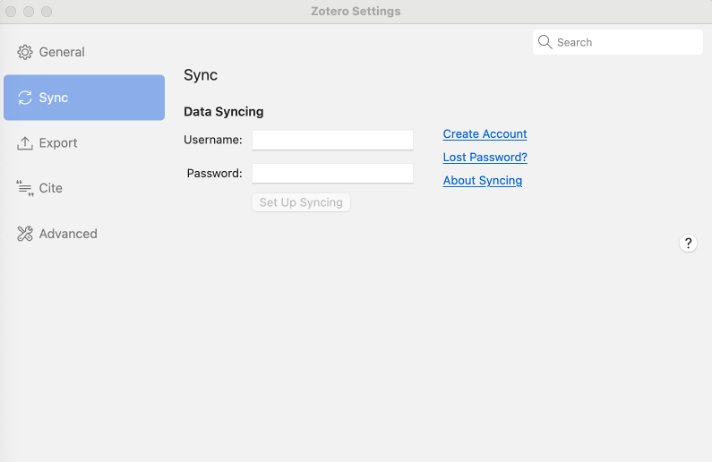 Zotero Settings
Search
General
Sync
Export
Cite
Advanced
Sync
Data Syncing
Username:
Password:
Set Up Syncing
Create Account
Lost Password?
About Syncing
?